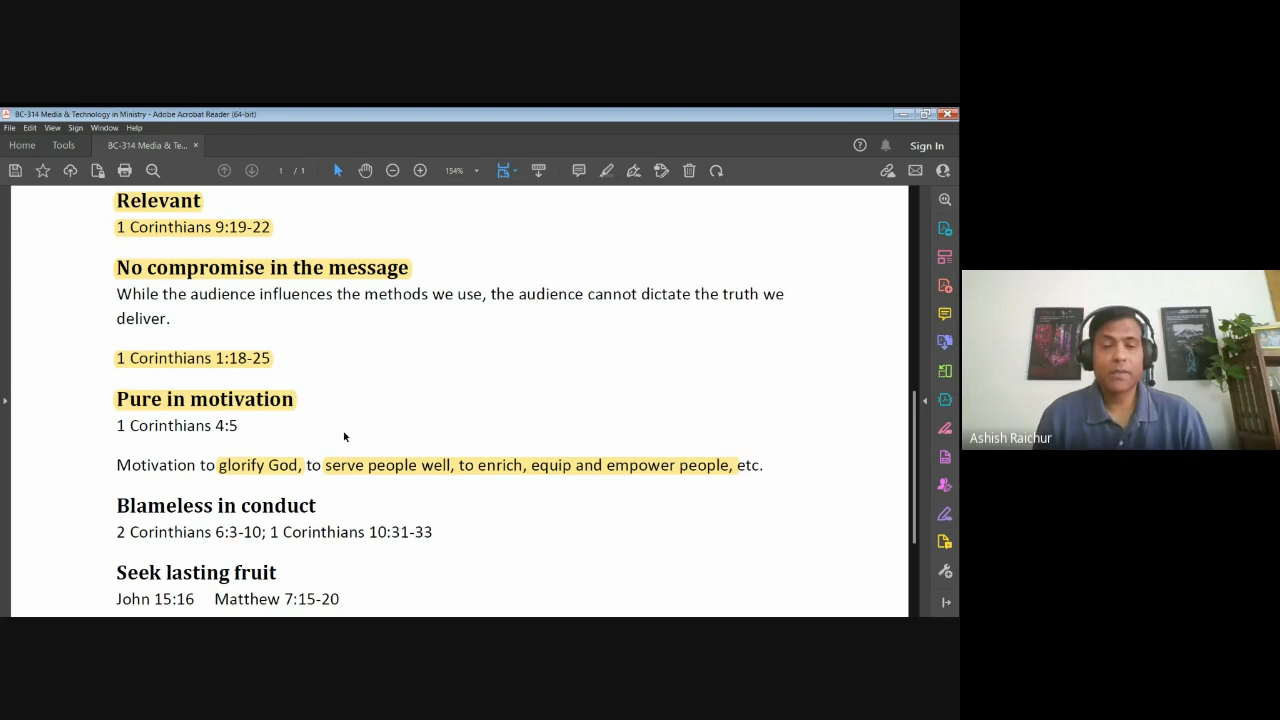 BC-314 Media & Technology in Ministry - Adobe Acrobat Reader (64-bit)
File Edit View Sign Window Help
Home Tools BC-314 Media & Te... × Sign In
1 / 1 154%
Relevant
1 Corinthians 9:19-22
No compromise in the message
While the audience influences the methods we use, the audience cannot dictate the truth we
deliver.
1 Corinthians 1:18-25
Pure in motivation
1 Corinthians 4:5
Motivation to glorify God, to serve people well, to enrich, equip and empower people, etc.
Blameless in conduct
2 Corinthians 6:3-10; 1 Corinthians 10:31-33
Seek lasting fruit
John 15:16 Matthew 7:15-20
Ashish Raichur